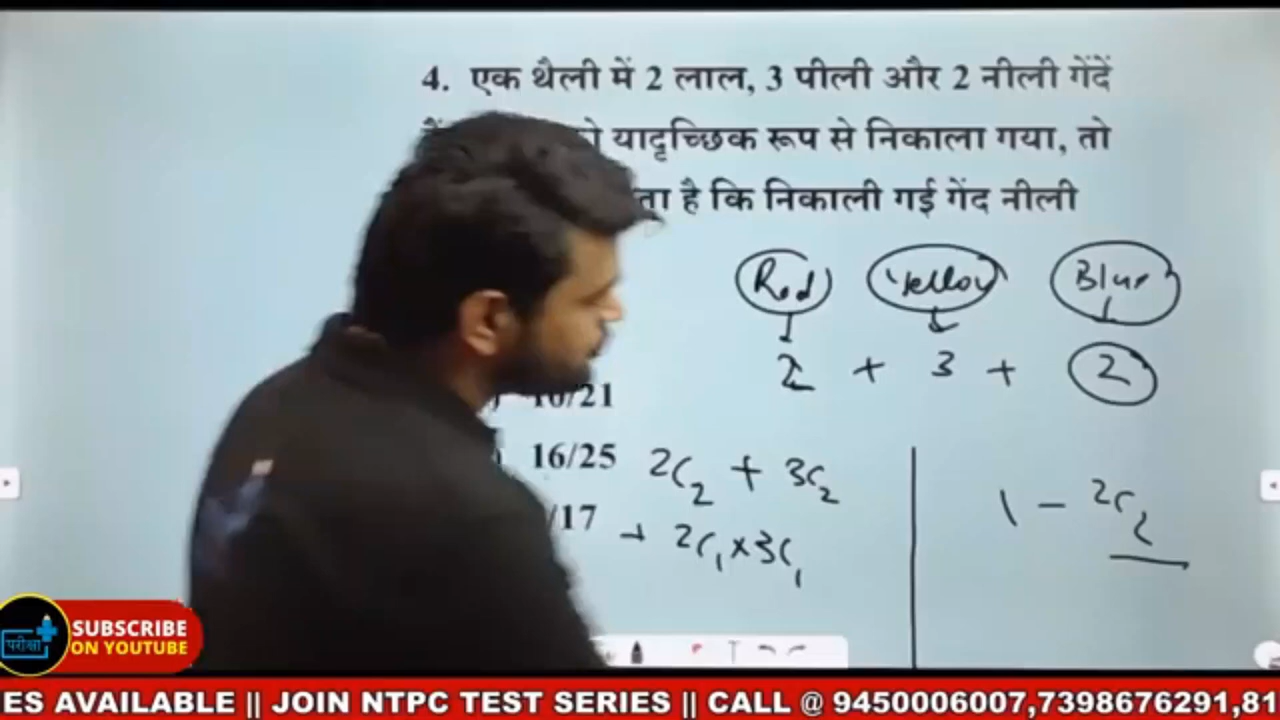 4. एक थैली में 2 लाल, 3 पीली और 2 नीली गेंदें
यादृच्छिक रूप से निकाला गया, तो
है कि निकाली गई गेंद नीली
Red Yellow Blue
2 + 3 + 2
10/21
16/25
/17
2C2 + 3C2
+ 2C1 × 3C1
1 - 2C2
परीक्षा
SUBSCRIBE
ON YOUTUBE
ES AVAILABLE || JOIN NTPC TEST SERIES || CALL @ 9450006007,7398676291,81